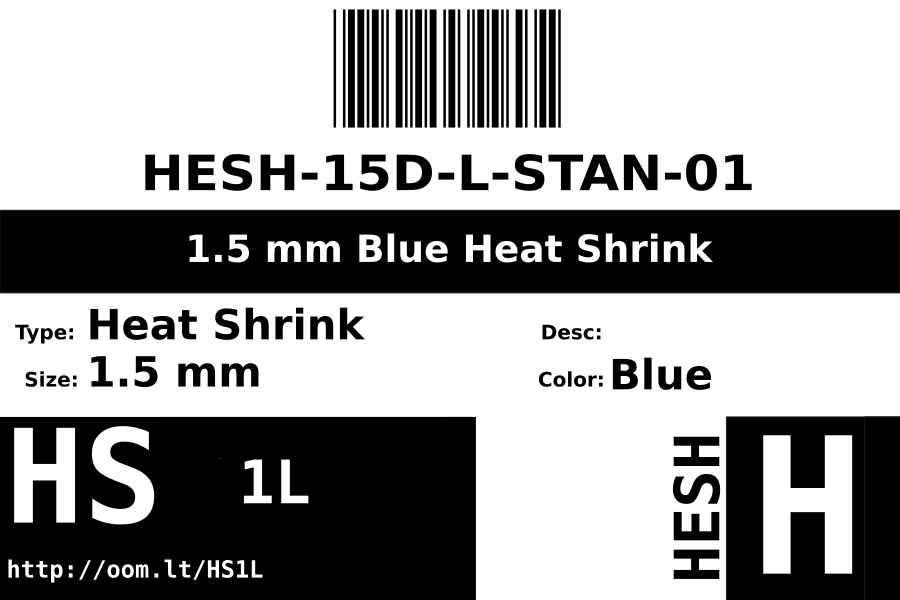 HESH-15D-L-STAN-01
1.5 mm Blue Heat Shrink
Type: Heat Shrink
Desc:
Size: 1.5 mm
Color: Blue
HS
1L
http://oom.lt/HS1L
HESH
H